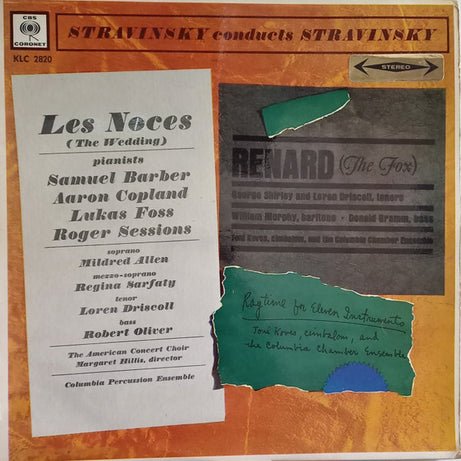 CBS
CORONET
KLC 2820
STRAVINSKY conducts STRAVINSKY
STEREO
Les Noces
(The Wedding)
pianists
Samuel Barber
Aaron Copland
Lukas Foss
Roger Sessions
soprano
Mildred Allen
mezzo-soprano
Regina Sarfaty
tenor
Loren Driscoll
bass
Robert Oliver
The American Concert Choir
Margaret Hillis, director
Columbia Percussion Ensemble
RENARD (The Fox)
George Shirley and Loren Driscoll, tenors
William Murphy, baritone • Donald Gramm, bass
Toni Koves, cimbalom, and the Columbia Chamber Ensemble
Ragtime for Eleven Instruments
Toni Koves, cimbalom, and
the Columbia Chamber Ensemble